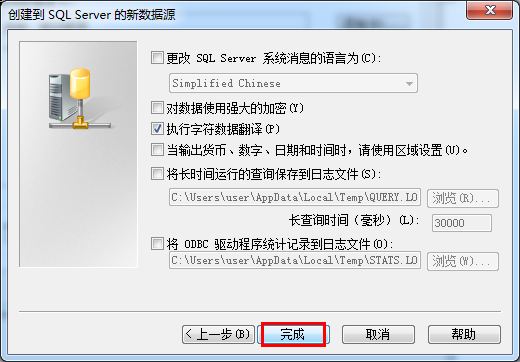 创建到 SQL Server 的新数据源
更改 SQL Server 系统消息的语言为(C):
Simplified Chinese
对数据使用强大的加密(Y)
执行字符数据翻译(P)
当输出货币、数字、日期和时间时,请使用区域设置(U)。
将长时间运行的查询保存到日志文件(S):
C:\Users\user\AppData\Local\Temp\QUERY.LO 浏览(R)...
长查询时间（毫秒）(L): 30000
将 ODBC 驱动程序统计记录到日志文件(O):
C:\Users\user\AppData\Local\Temp\STATS.LO 浏览(W)...
< 上一步(B) 完成 取消 帮助